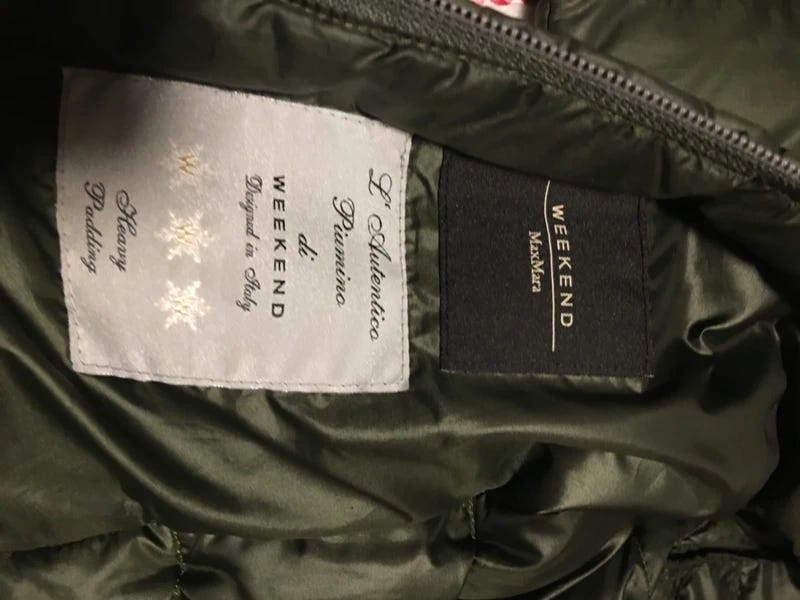 WEEKEND
MaxMara
L'Autentico
Piumino
di
WEEKEND
Designed in Italy
W W W
Heavy
Padding